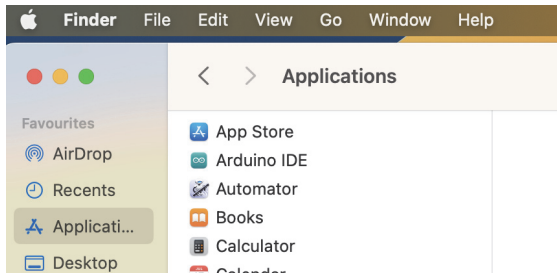 Finder File Edit View Go Window Help
Applications
Favourites
AirDrop
Recents
Applicati...
Desktop
App Store
Arduino IDE
Automator
Books
Calculator
Calendar